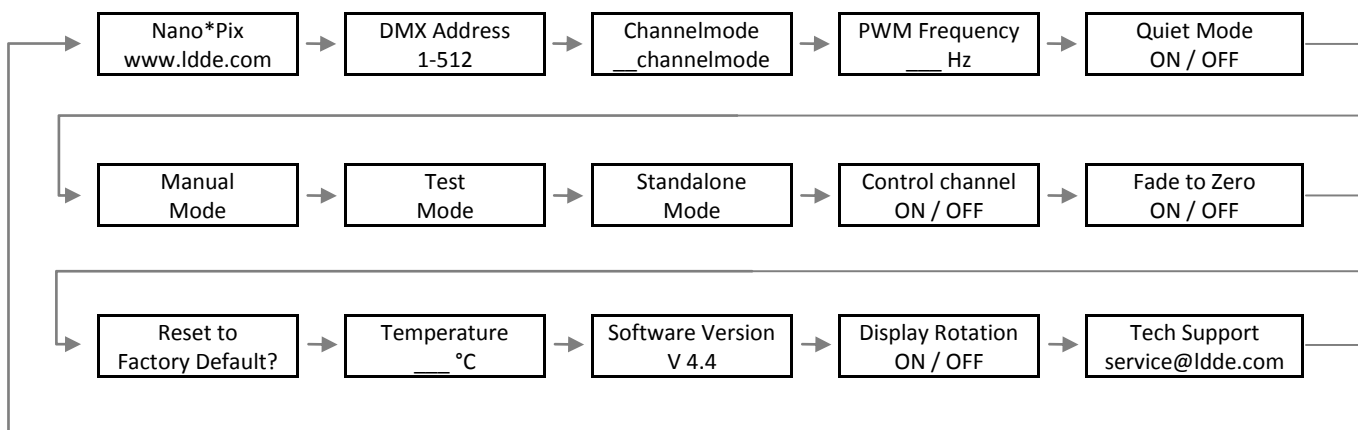 Nano*Pix
www.ldde.com
DMX Address
1-512
Channelmode
__channelmode
PWM Frequency
___ Hz
Quiet Mode
ON / OFF
Manual
Mode
Test
Mode
Standalone
Mode
Control channel
ON / OFF
Fade to Zero
ON / OFF
Reset to
Factory Default?
Temperature
___ °C
Software Version
V 4.4
Display Rotation
ON / OFF
Tech Support
service@ldde.com